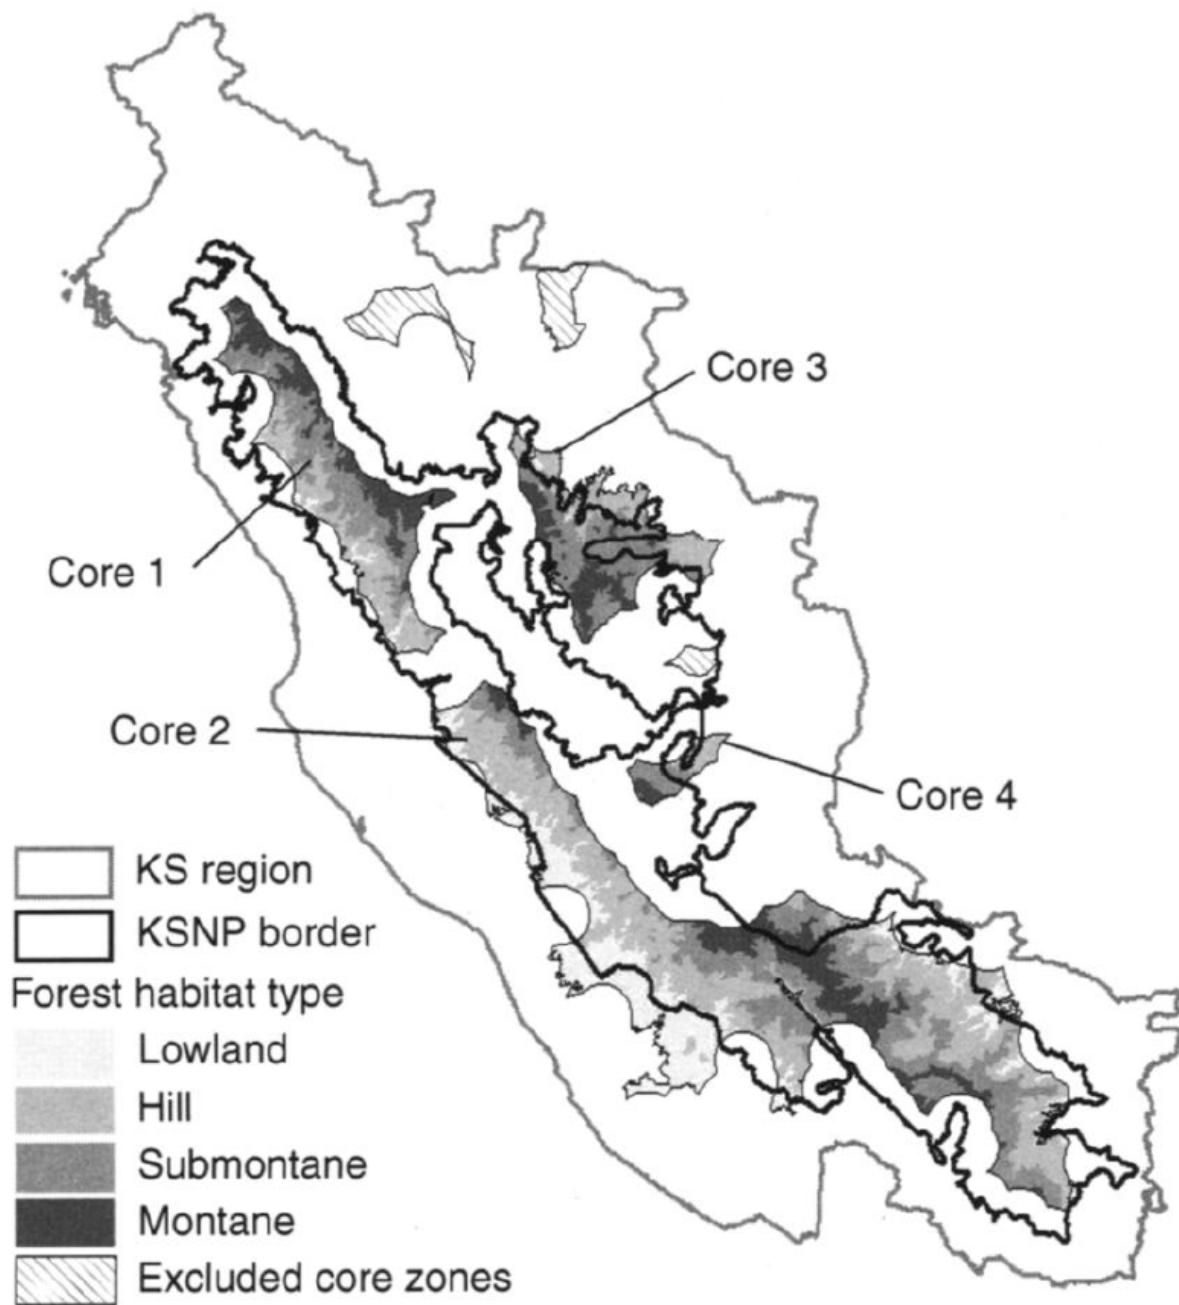 Core 3
Core 1
Core 2
Core 4
KS region
KSNP border
Forest habitat type
Lowland
Hill
Submontane
Montane
Excluded core zones